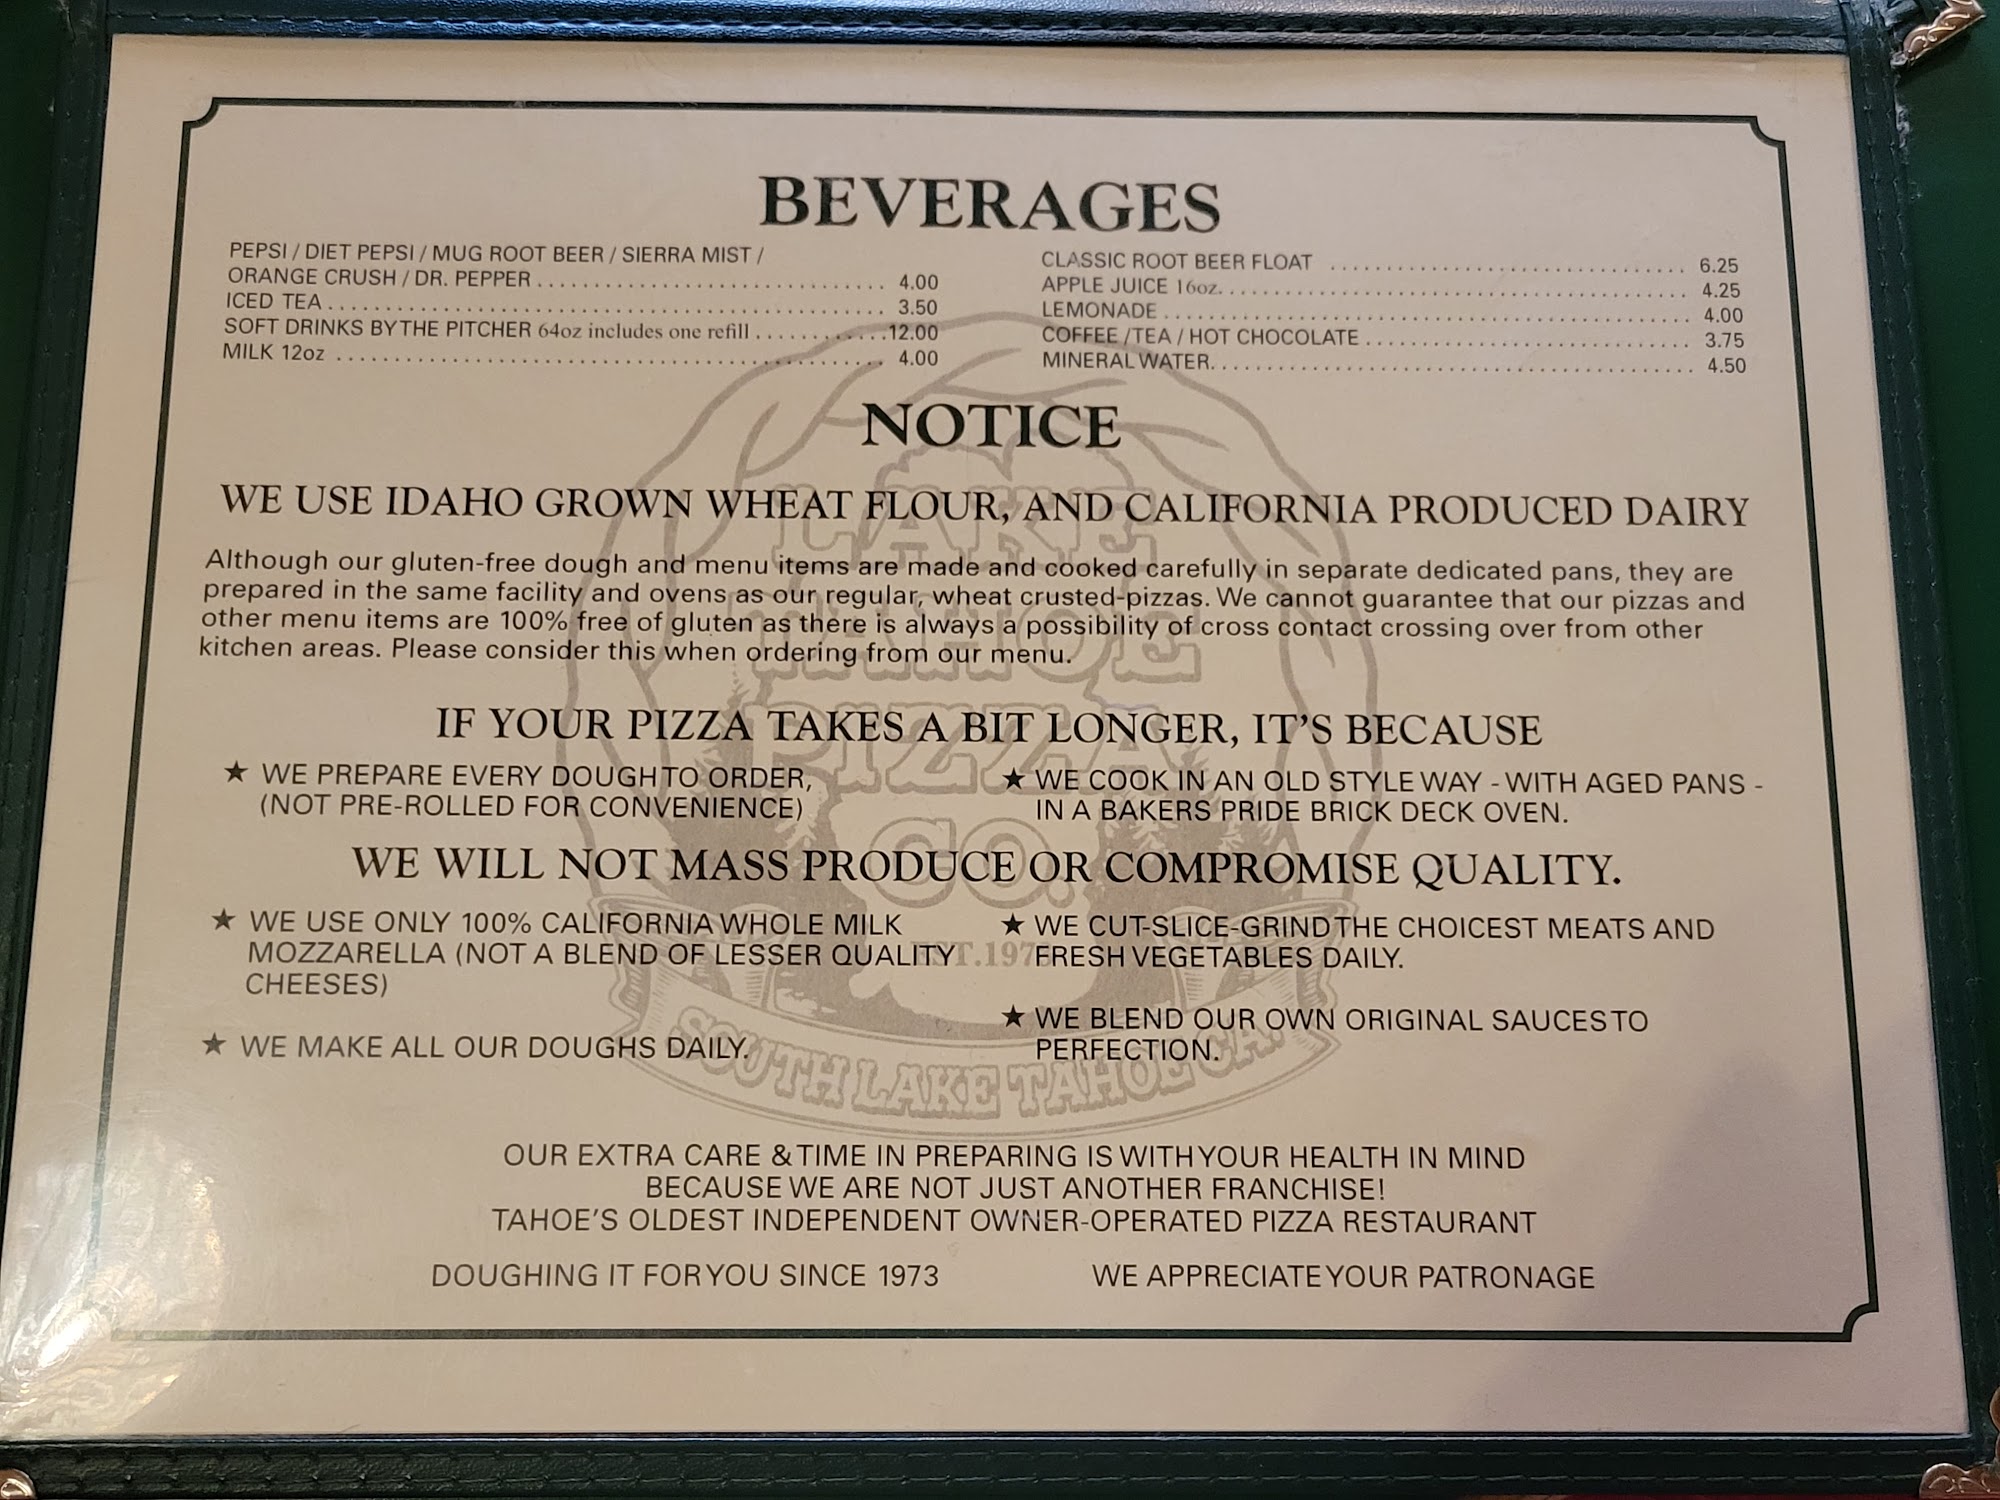 BEVERAGES
PEPSI / DIET PEPSI / MUG ROOT BEER / SIERRA MIST /
ORANGE CRUSH / DR. PEPPER 4.00
ICED TEA 3.50
SOFT DRINKS BY THE PITCHER 64oz includes one refill 12.00
MILK 12oz 4.00
CLASSIC ROOT BEER FLOAT 6.25
APPLE JUICE 16oz. 4.25
LEMONADE 4.00
COFFEE / TEA / HOT CHOCOLATE 3.75
MINERAL WATER 4.50
NOTICE
WE USE IDAHO GROWN WHEAT FLOUR, AND CALIFORNIA PRODUCED DAIRY
Although our gluten-free dough and menu items are made and cooked carefully in separate dedicated pans, they are
prepared in the same facility and ovens as our regular, wheat crusted-pizzas. We cannot guarantee that our pizzas and
other menu items are 100% free of gluten as there is always a possibility of cross contact crossing over from other
kitchen areas. Please consider this when ordering from our menu.
IF YOUR PIZZA TAKES A BIT LONGER, IT'S BECAUSE
★ WE PREPARE EVERY DOUGH TO ORDER,
(NOT PRE-ROLLED FOR CONVENIENCE)
★ WE COOK IN AN OLD STYLE WAY - WITH AGED PANS -
IN A BAKERS PRIDE BRICK DECK OVEN.
WE WILL NOT MASS PRODUCE OR COMPROMISE QUALITY.
★ WE USE ONLY 100% CALIFORNIA WHOLE MILK
MOZZARELLA (NOT A BLEND OF LESSER QUALITY
CHEESES)
★ WE MAKE ALL OUR DOUGHS DAILY.
★ WE CUT-SLICE-GRIND THE CHOICEST MEATS AND
FRESH VEGETABLES DAILY.
★ WE BLEND OUR OWN ORIGINAL SAUCES TO
PERFECTION.
OUR EXTRA CARE & TIME IN PREPARING IS WITH YOUR HEALTH IN MIND
BECAUSE WE ARE NOT JUST ANOTHER FRANCHISE!
TAHOE'S OLDEST INDEPENDENT OWNER-OPERATED PIZZA RESTAURANT
DOUGHING IT FOR YOU SINCE 1973
WE APPRECIATE YOUR PATRONAGE
LAKE
TAHOE
PIZZA
CO.
SOUTH LAKE TAHOE CA.